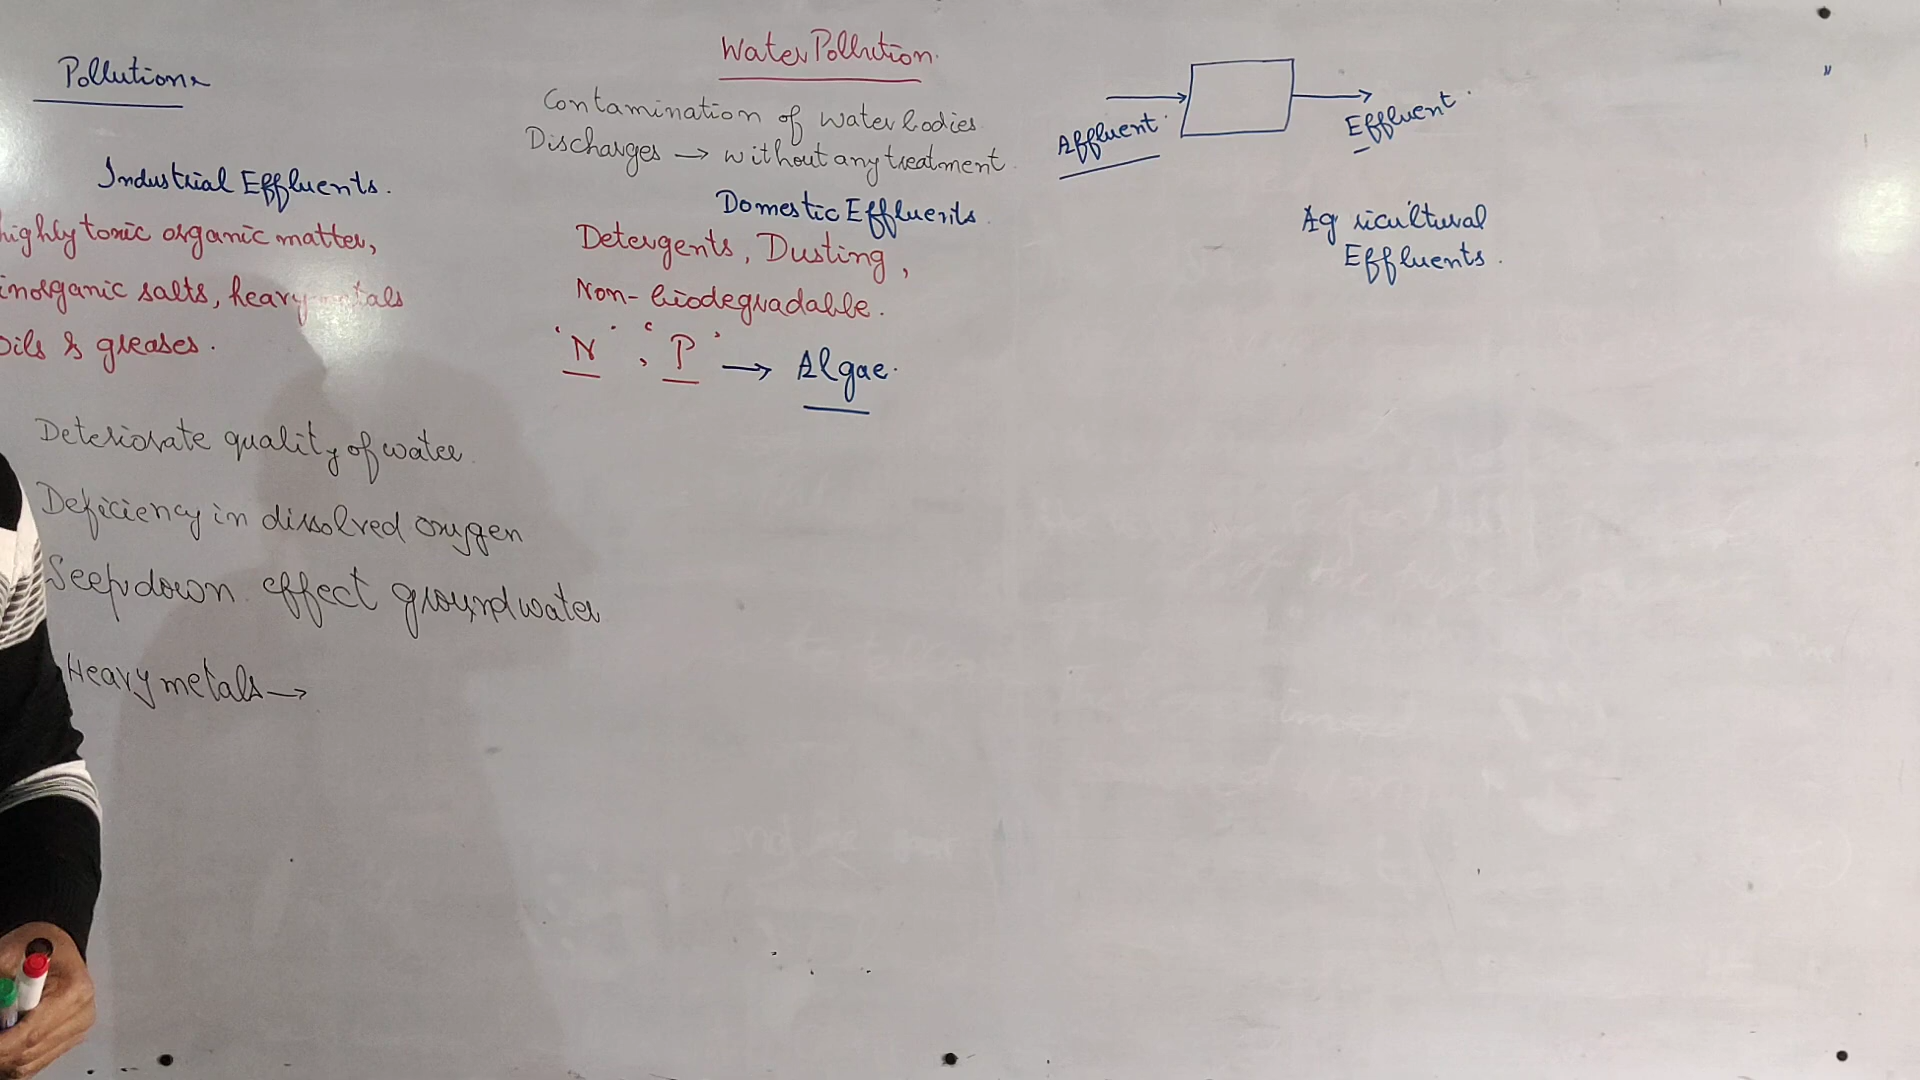 Pollution
Water Pollution.
Contamination of water bodies
Discharges → without any treatment.
Affluent.
Effluent.
Industrial Effluents.
highly toxic organic matter,
inorganic salts, heavy metals
oils & greases.
Domestic Effluents.
Detergents, Dusting,
Non-biodegradable.
'N', 'P' → Algae.
Agricultural
Effluents.
Deteriorate quality of water
Deficiency in dissolved oxygen
Seep down effect groundwater
Heavy metals →